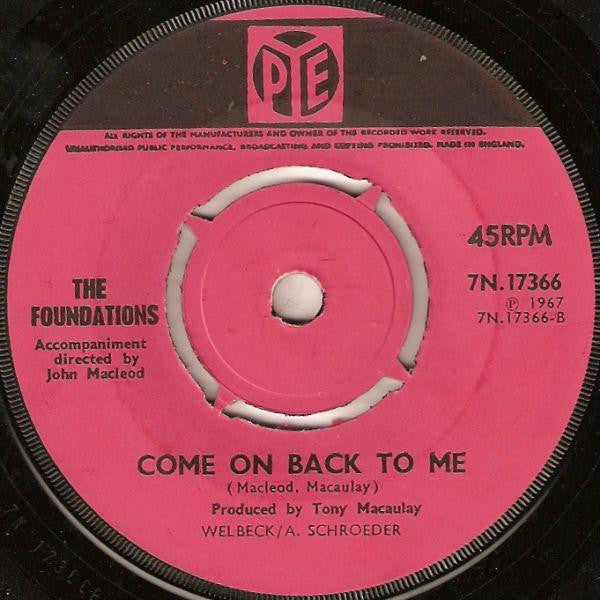 PYE
ALL RIGHTS OF THE MANUFACTURERS AND OWNER OF THE RECORDED WORK RESERVED.
UNAUTHORISED PUBLIC PERFORMANCE, BROADCASTING AND COPYING PROHIBITED. MADE IN ENGLAND.
45RPM
7N.17366
℗ 1967
7N.17366-B
THE
FOUNDATIONS
Accompaniment
directed by
John Macleod
COME ON BACK TO ME
(Macleod, Macaulay)
Produced by Tony Macaulay
WELBECK/A. SCHROEDER